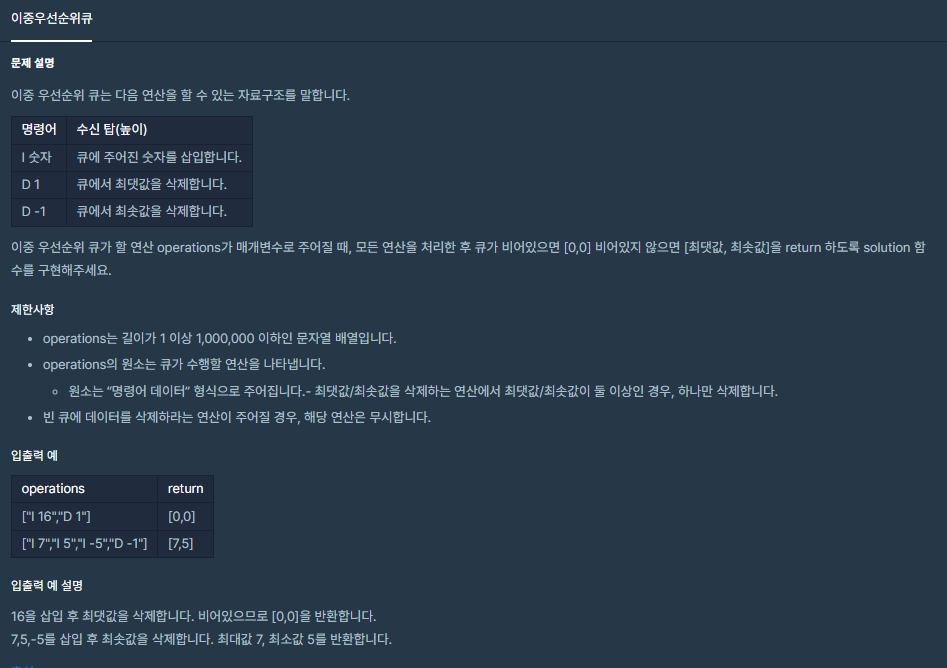 이중우선순위큐
문제 설명
이중 우선순위 큐는 다음 연산을 할 수 있는 자료구조를 말합니다.
명령어 수신 탑(높이)
I 숫자 큐에 주어진 숫자를 삽입합니다.
D 1 큐에서 최댓값을 삭제합니다.
D -1 큐에서 최솟값을 삭제합니다.
이중 우선순위 큐가 할 연산 operations가 매개변수로 주어질 때, 모든 연산을 처리한 후 큐가 비어있으면 [0,0] 비어있지 않으면 [최댓값, 최솟값]을 return 하도록 solution 함
수를 구현해주세요.
제한사항
• operations는 길이가 1 이상 1,000,000 이하인 문자열 배열입니다.
• operations의 원소는 큐가 수행할 연산을 나타냅니다.
◦ 원소는 “명령어 데이터” 형식으로 주어집니다.- 최댓값/최솟값을 삭제하는 연산에서 최댓값/최솟값이 둘 이상인 경우, 하나만 삭제합니다.
• 빈 큐에 데이터를 삭제하라는 연산이 주어질 경우, 해당 연산은 무시합니다.
입출력 예
operations return
["I 16","D 1"] [0,0]
["I 7","I 5","I -5","D -1"] [7,5]
입출력 예 설명
16을 삽입 후 최댓값을 삭제합니다. 비어있으므로 [0,0]을 반환합니다.
7,5,-5를 삽입 후 최솟값을 삭제합니다. 최대값 7, 최소값 5를 반환합니다.